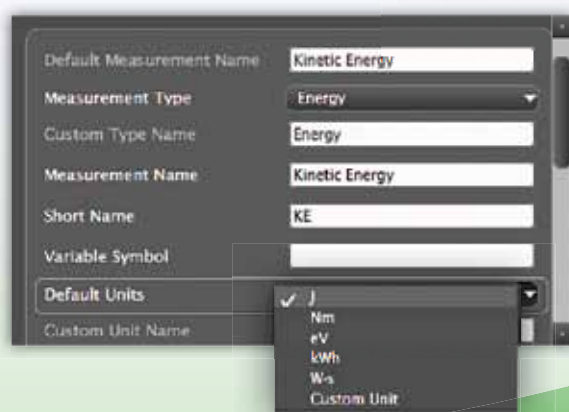 Default Measurement Name Kinetic Energy
Measurement Type Energy
Custom Type Name Energy
Measurement Name Kinetic Energy
Short Name KE
Variable Symbol
Default Units ✓ J
Custom Unit Name Nm
eV
kWh
W-s
Custom Unit